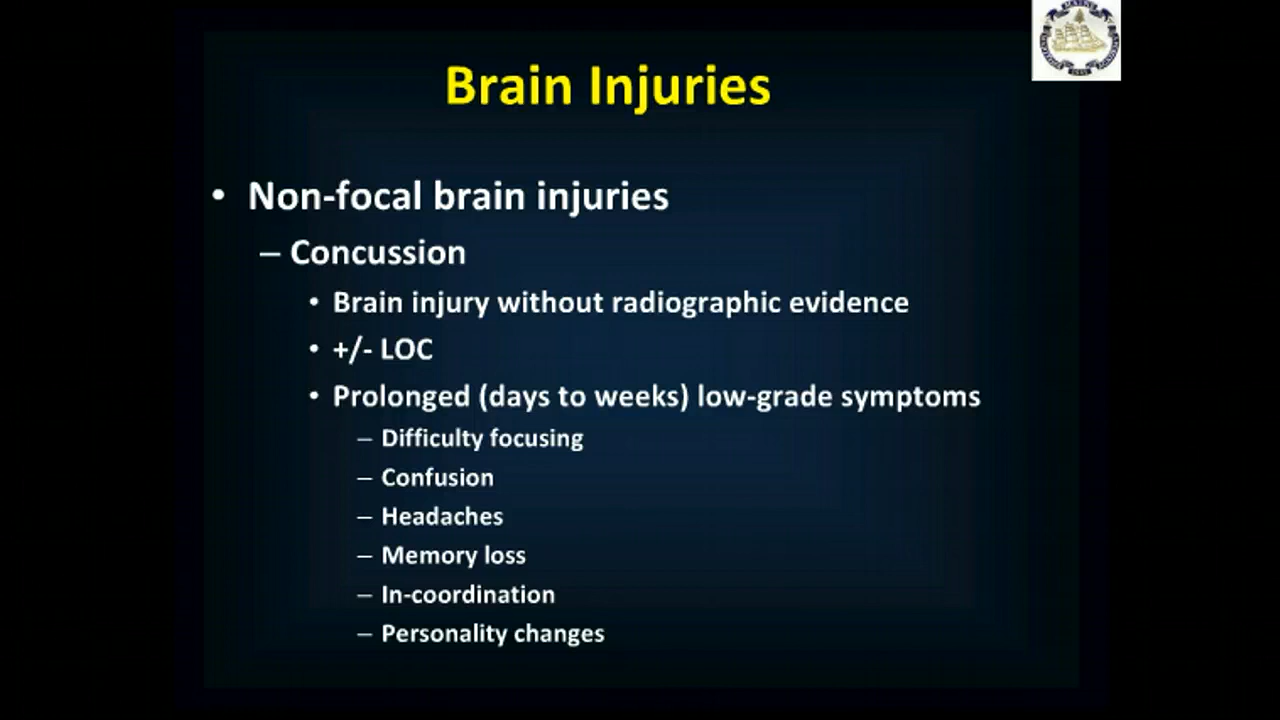 Brain Injuries
• Non-focal brain injuries
– Concussion
• Brain injury without radiographic evidence
• +/- LOC
• Prolonged (days to weeks) low-grade symptoms
– Difficulty focusing
– Confusion
– Headaches
– Memory loss
– In-coordination
– Personality changes